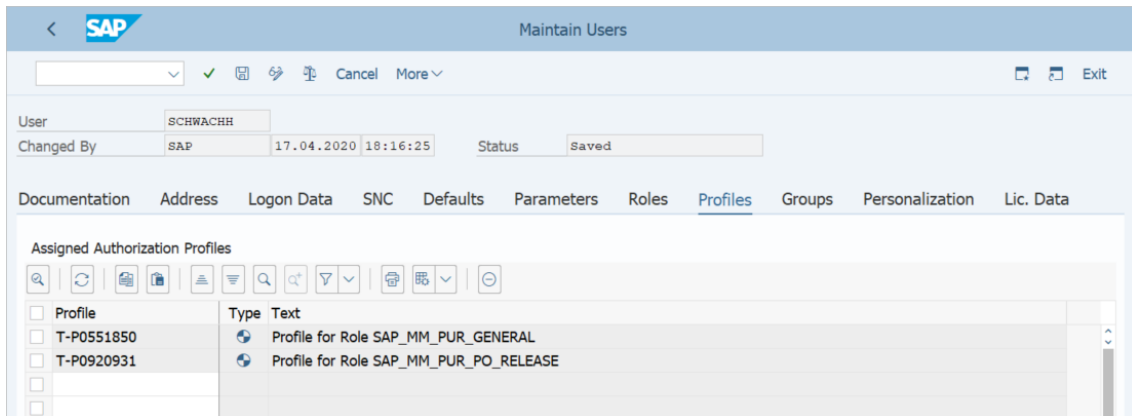 SAP Maintain Users
Cancel More Exit
User SCHWACHH
Changed By SAP 17.04.2020 18:16:25 Status Saved
Documentation Address Logon Data SNC Defaults Parameters Roles Profiles Groups Personalization Lic. Data
Assigned Authorization Profiles
Profile Type Text
T-P0551850 Profile for Role SAP_MM_PUR_GENERAL
T-P0920931 Profile for Role SAP_MM_PUR_PO_RELEASE